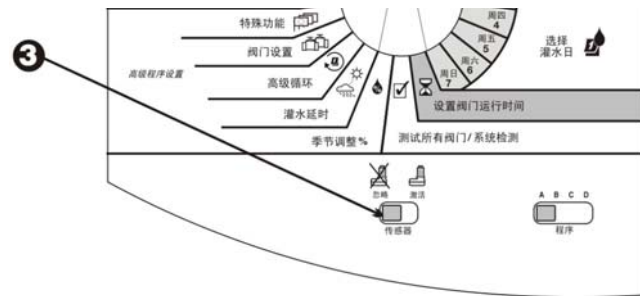 特殊功能
周四
4
阀门设置
周五
5
选择
灌水日
3
高级程序设置
高级循环
周六
6
周日
7
设置阀门运行时间
灌水延时
季节调整%
测试所有阀门/系统检测
忽略
激活
A B C D
传感器
程序